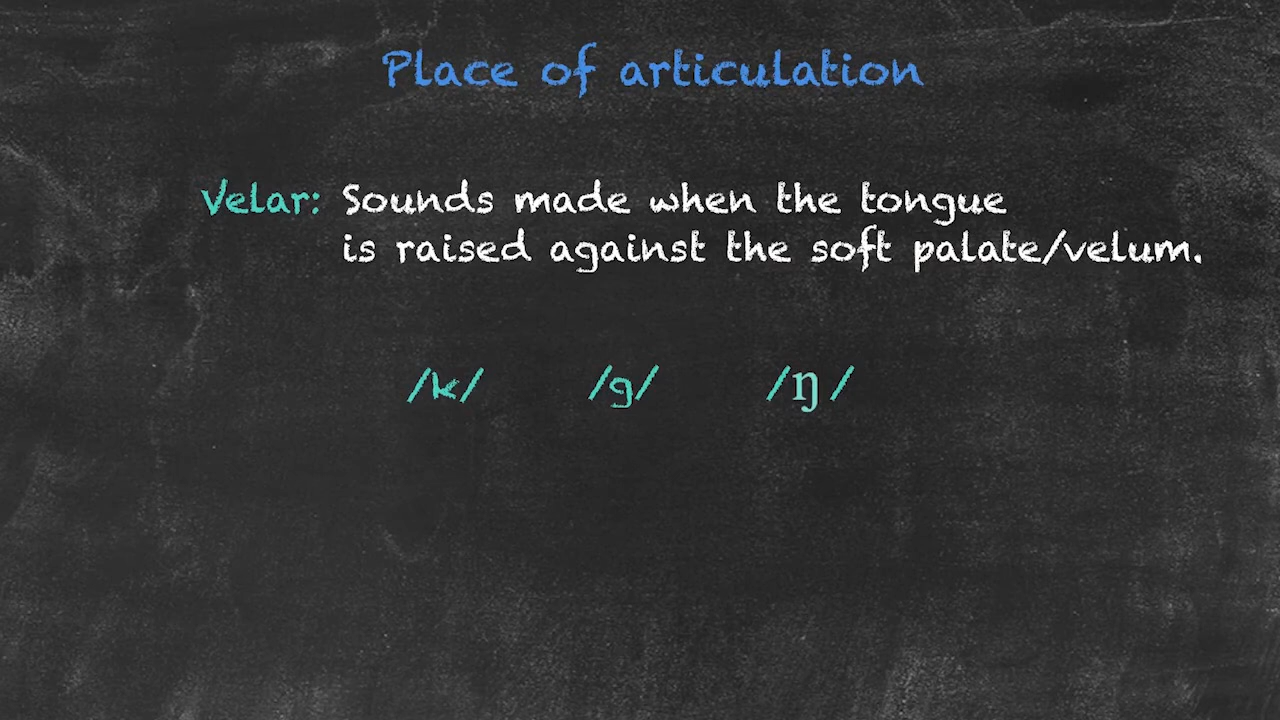 Place of articulation
Velar: Sounds made when the tongue
is raised against the soft palate/velum.
/k/ /g/ /ŋ/